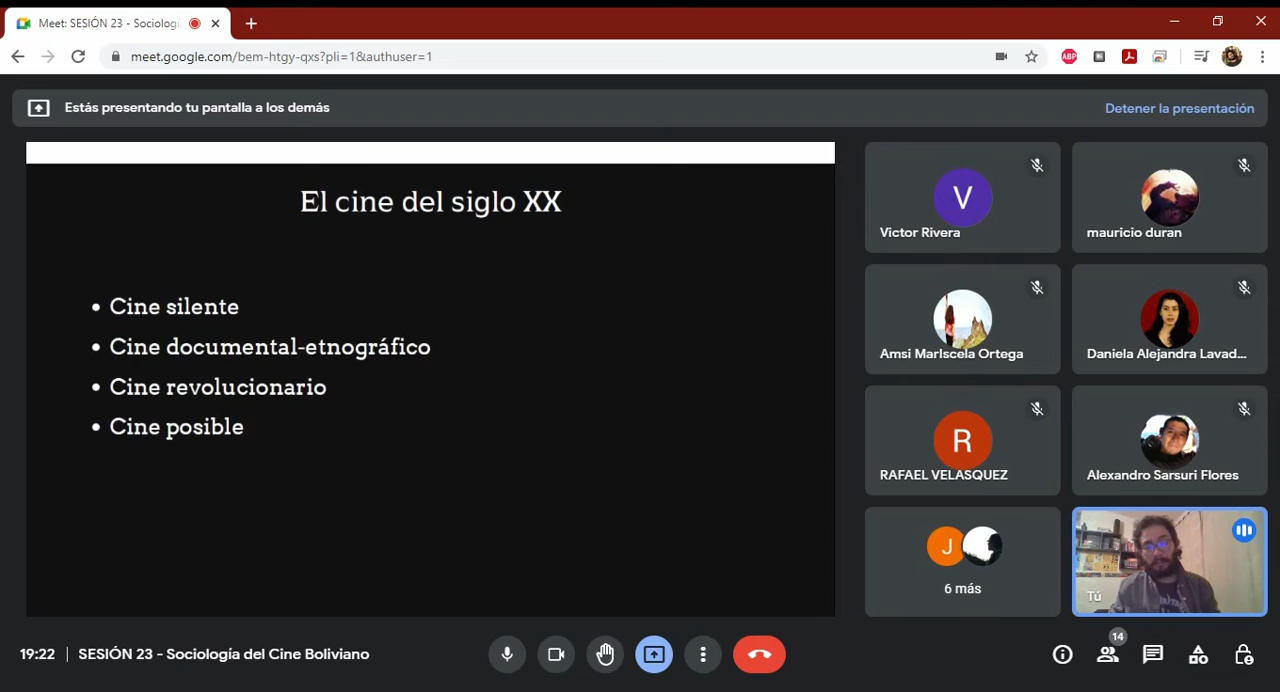 Meet: SESIÓN 23 - Sociologí
meet.google.com/bem-htgy-qxs?pli=1&authuser=1
ABP
Estás presentando tu pantalla a los demás
Detener la presentación
El cine del siglo XX
• Cine silente
• Cine documental-etnográfico
• Cine revolucionario
• Cine posible
V
Victor Rivera
mauricio duran
Amsi MarIscela Ortega
Daniela Alejandra Lavad...
R
RAFAEL VELASQUEZ
Alexandro Sarsuri Flores
J
6 más
Tú
19:22 | SESIÓN 23 - Sociología del Cine Boliviano
14